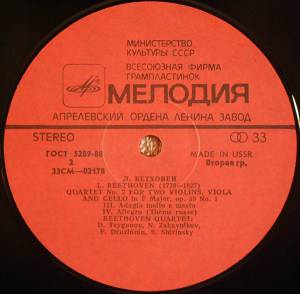 МИНИСТЕРСТВО
КУЛЬТУРЫ СССР
ВСЕСОЮЗНАЯ ФИРМА
ГРАМПЛАСТИНОК
МЕЛОДИЯ
АПРЕЛЕВСКИЙ ОРДЕНА ЛЕНИНА ЗАВОД
STEREO 33
ГОСТ 5289-88 MADE IN USSR
2 Вторая гр.
33СМ—02178
Л. БЕТХОВЕН
L. BEETHOVEN (1770—1827)
QUARTET No. 7 FOR TWO VIOLINS, VIOLA
AND CELLO IN F Major, op. 59 No. 1
III. Adagio molto e mesto
IV. Allegro (Thème russe)
BEETHOVEN QUARTET:
D. Tsyganov, N. Zabavnikov,
F. Druzhinin, S. Shirinsky